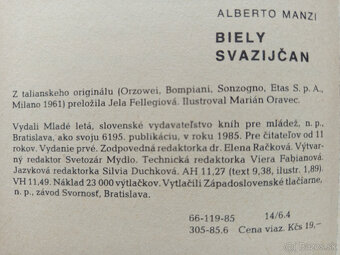 ALBERTO MANZI
BIELY
SVAZIJČAN
Z talianskeho originálu (Orzowei, Bompiani, Sonzogno, Etas S. p. A.,
Milano 1961) preložila Jela Fellegiová. Ilustroval Marián Oravec.
Vydali Mladé letá, slovenské vydavateľstvo kníh pre mládež, n. p.,
Bratislava, ako svoju 6195. publikáciu, v roku 1985. Pre čitateľov od 11
rokov. Vydanie prvé. Zodpovedná redaktorka dr. Elena Račková. Výtvar-
ný redaktor Svetozár Mydlo. Technická redaktorka Viera Fabianová.
Jazyková redaktorka Silvia Duchková. AH 11,27 (text 9,38, ilustr. 1,89)
VH 11,49. Náklad 23 000 výtlačkov. Vytlačili Západoslovenské tlačiarne,
n. p., závod Svornosť, Bratislava.
66-119-85 14/6.4
305-85.6 Cena viaz. Kčs 19,–
bazos.sk